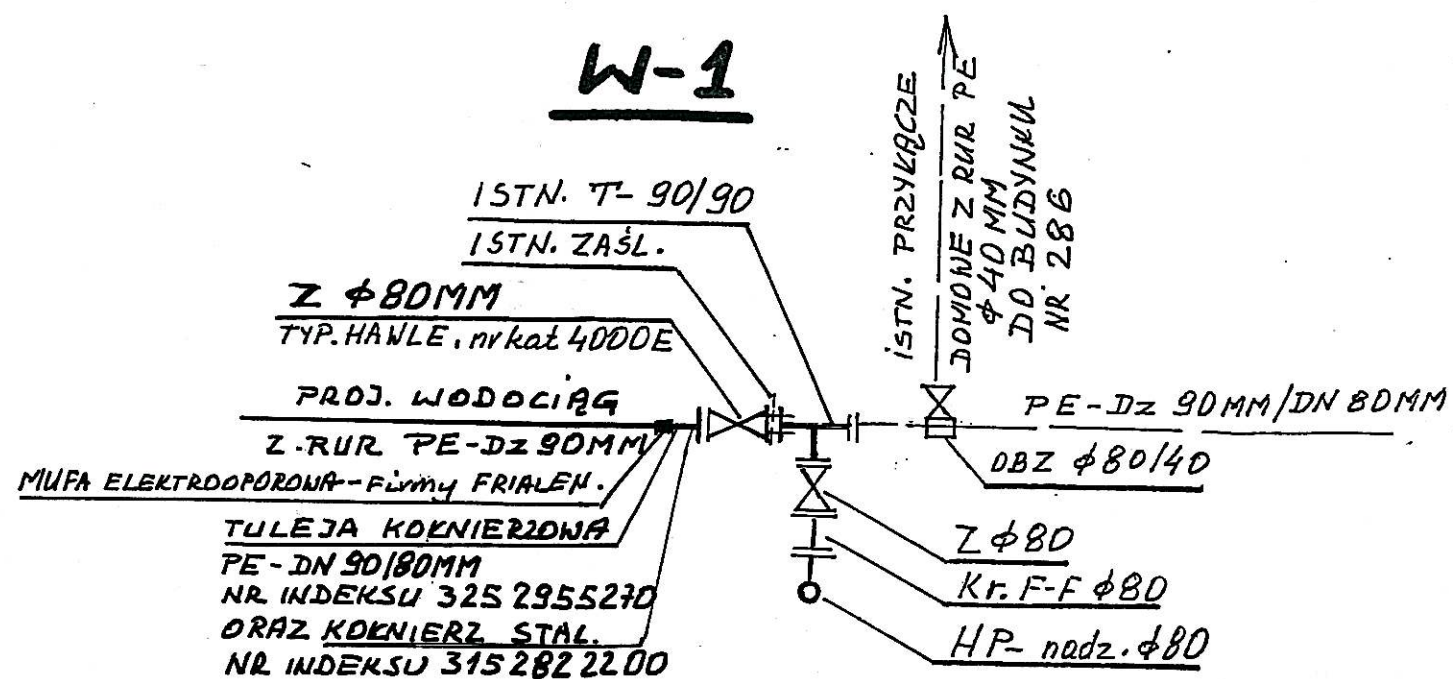 W-1
ISTN. T- 90/90
ISTN. ZAŚL.
Z ϕ80MM
TYP. HAWLE, nr kat 4000E
PROJ. WODOCIĄG
Z RUR PE-Dz 90MM
MUFA ELEKTROOPOROWA - Firmy FRIALEN.
TULEJA KOŁNIERZOWA
PE-DN 90/80MM
NR INDEKSU 325 2955270
ORAZ KOŁNIERZ STAL.
NR INDEKSU 315 282 2200
ISTN. PRZYŁĄCZE
DOMOWE Z RUR PE
ϕ40MM
DO BUDYNKU
NR 286
PE-Dz 90MM/DN 80MM
OBZ ϕ80/40
Z ϕ80
Kr. F-F ϕ80
HP- nadz. ϕ80